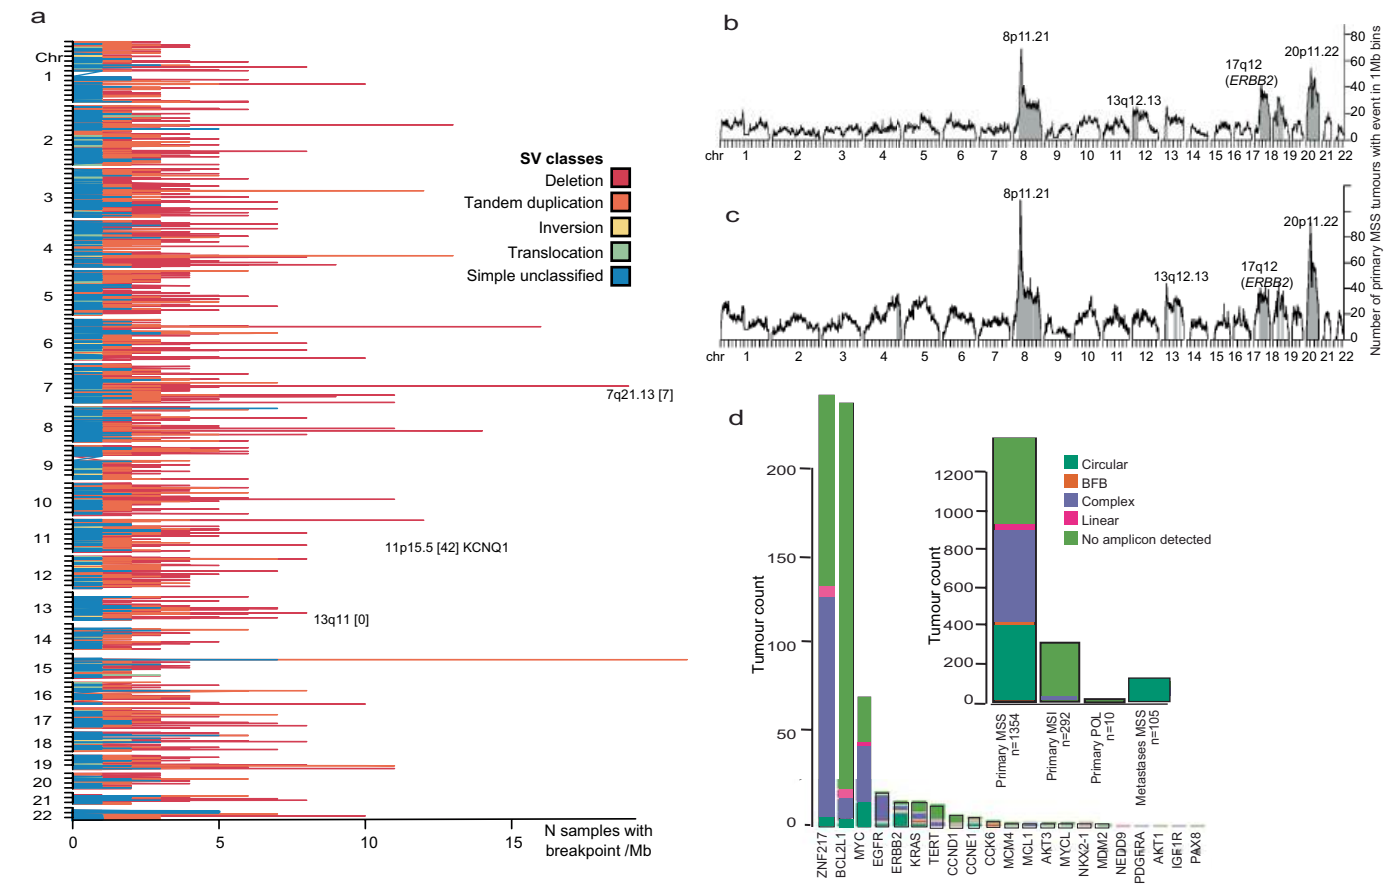 a
Chr
1
2
3
4
5
6
7
8
9
10
11
12
13
14
15
16
17
18
19
20
21
22
SV classes
Deletion
Tandem duplication
Inversion
Translocation
Simple unclassified
7q21.13 [7]
11p15.5 [42] KCNQ1
13q11 [0]
0
5
10
15
N samples with
breakpoint /Mb
b
8p11.21
13q12.13
17q12
(ERBB2)
20p11.22
80
60
40
20
0
chr 1 2 3 4 5 6 7 8 9 10 11 12 13 14 15 16 17 18 19 20 21 22
c
8p11.21
13q12.13
17q12
(ERBB2)
20p11.22
80
60
40
20
0
chr 1 2 3 4 5 6 7 8 9 10 11 12 13 14 15 16 17 18 19 20 21 22
Number of primary MSS tumours with event in 1Mb bins
d
Tumour count
200
150
100
50
0
ZNF217
BCL2L1
MYC
EGFR
ERBB2
KRAS
TERT
CCND1
CCNE1
CCK6
MCM4
MCL1
AKT3
MYCL
NKX2-1
MDM2
NEDD9
PDGFRA
AKT1
IGF1R
PAX8
Tumour count
1200
1000
800
600
400
200
0
Primary MSS
n=1354
Primary MSI
n=292
Primary POL
n=10
Metastases MSS
n=105
Circular
BFB
Complex
Linear
No amplicon detected